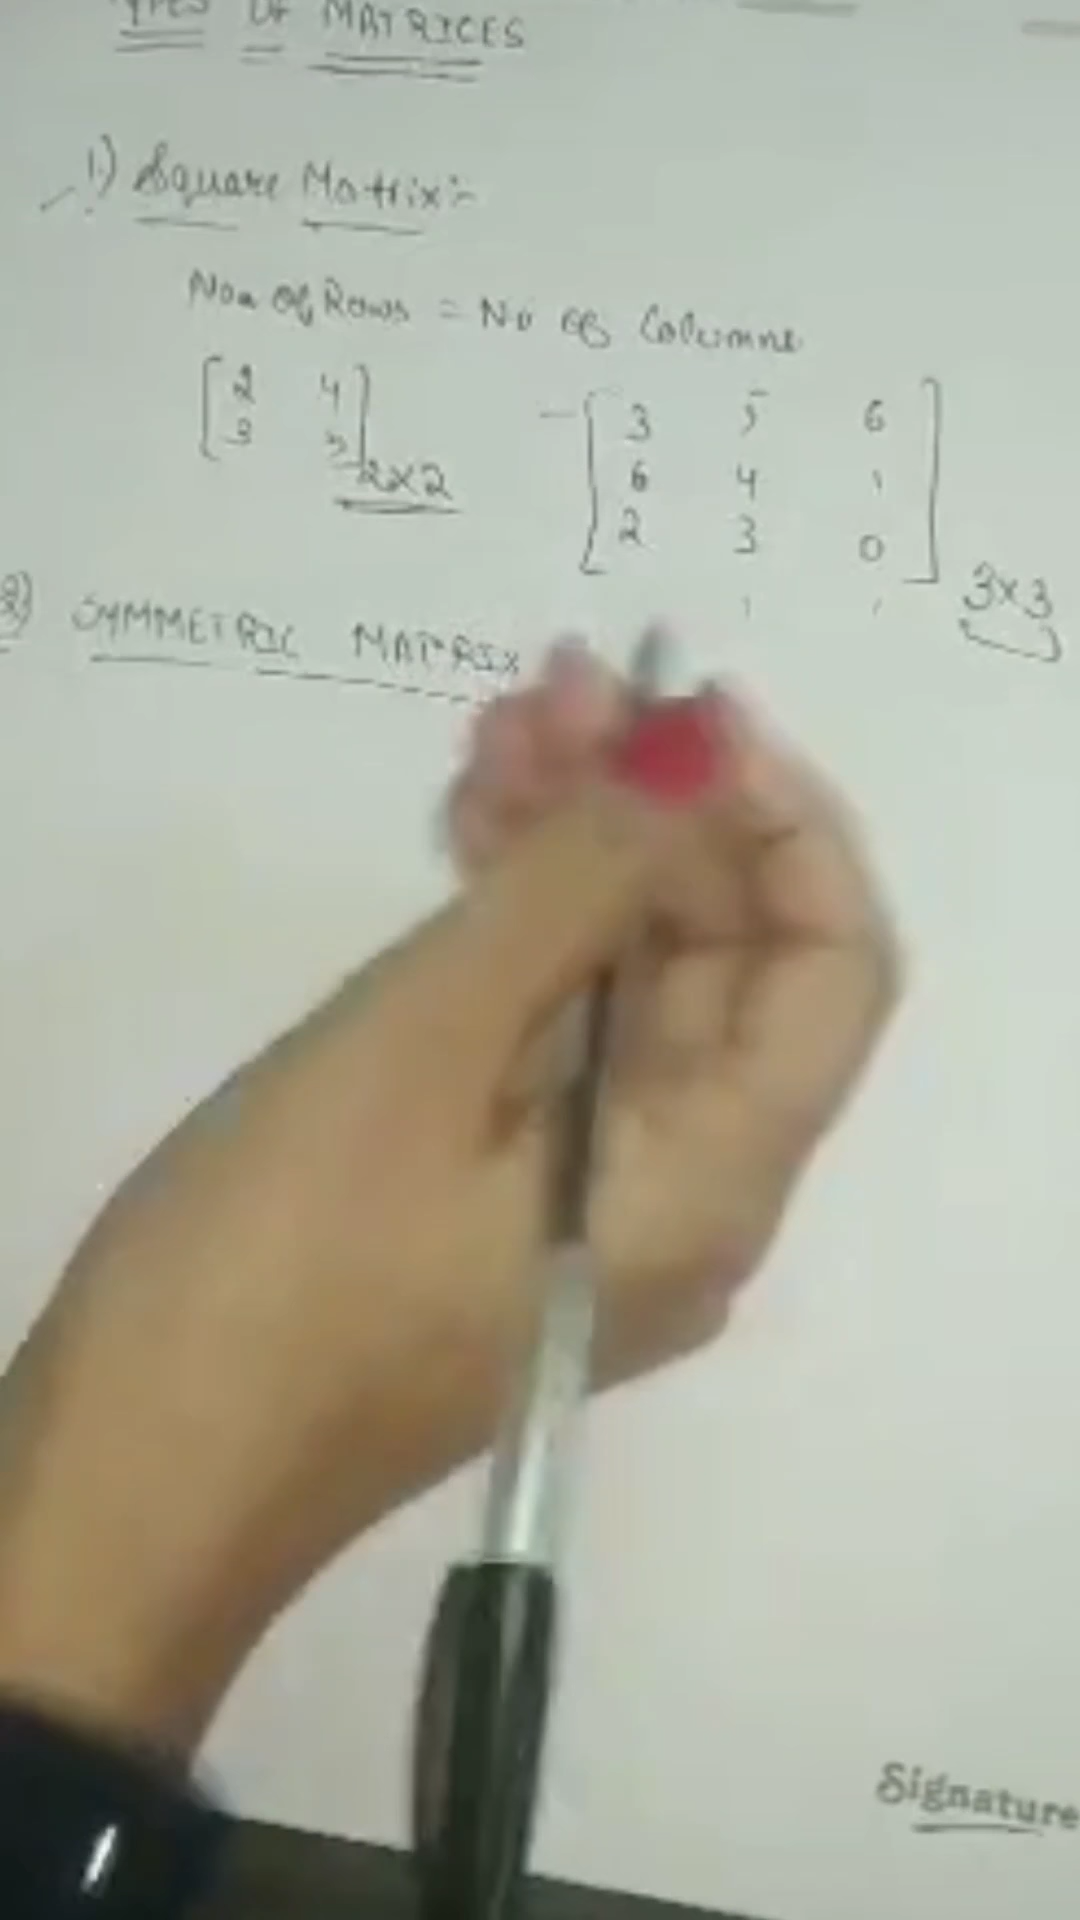 TYPES OF MATRICES
1.) Square Matrix:-
No. of Rows = No of Columns
2 4
3 5
2x2
3 5 6
6 4 1
2 3 0
3x3
2) SYMMETRIC MATRIX
Signature